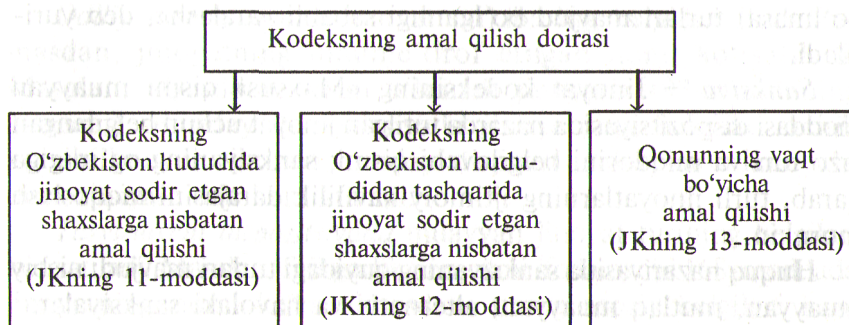 o‘lmasa,
dadi.
Kodeksning amal qilish doirasi
Kodeksning
O‘zbekiston hududida
jinoyat sodir etgan
shaxslarga nisbatan
amal qilishi
(JKning 11-moddasi)
Kodeksning
O‘zbekiston hudu-
didan tashqarida
jinoyat sodir etgan
shaxslarga nisbatan
amal qilishi
(JKning 12-moddasi)
Qonunning vaqt
bo‘yicha
amal qilishi
(JKning 13-moddasi)